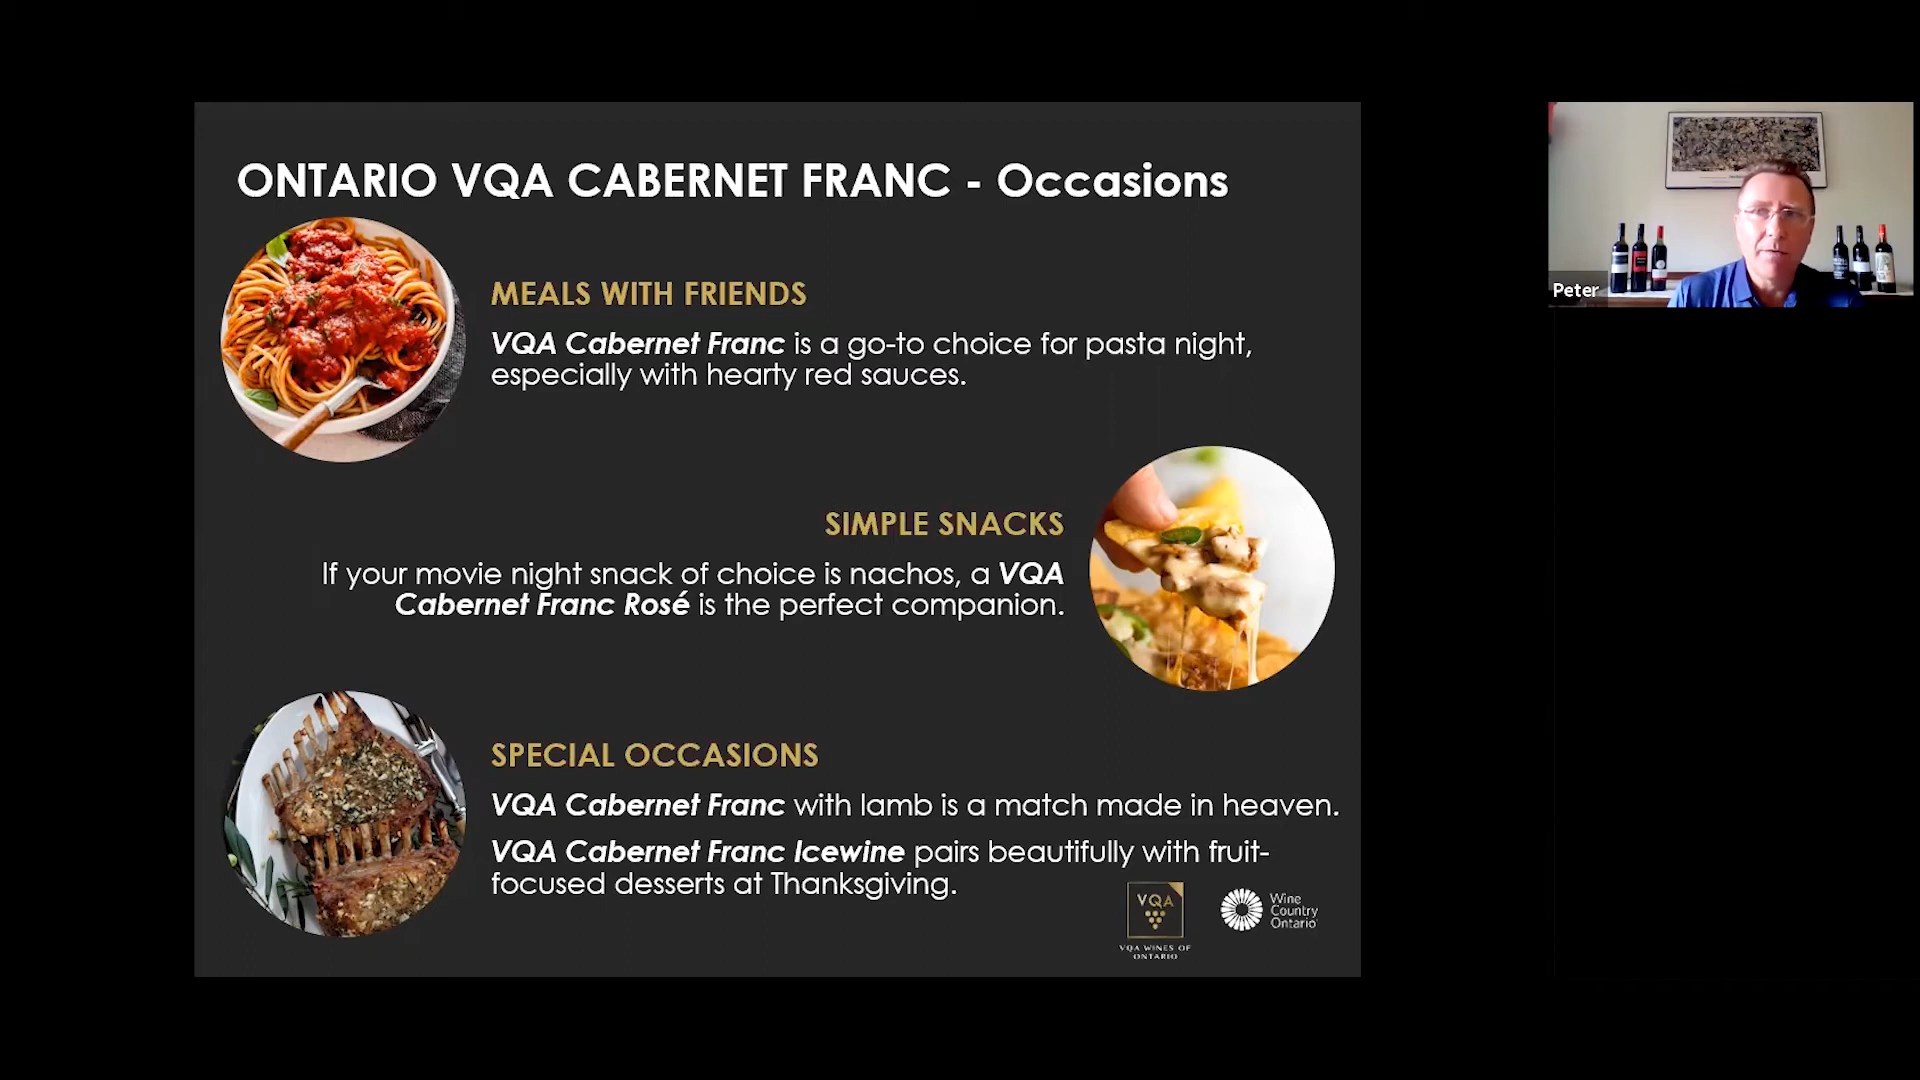 ONTARIO VQA CABERNET FRANC - Occasions
MEALS WITH FRIENDS
VQA Cabernet Franc is a go-to choice for pasta night,
especially with hearty red sauces.
SIMPLE SNACKS
If your movie night snack of choice is nachos, a VQA
Cabernet Franc Rosé is the perfect companion.
SPECIAL OCCASIONS
VQA Cabernet Franc with lamb is a match made in heaven.
VQA Cabernet Franc Icewine pairs beautifully with fruit-
focused desserts at Thanksgiving.
VQA
VQA WINES OF
ONTARIO
Wine
Country
Ontario
Peter